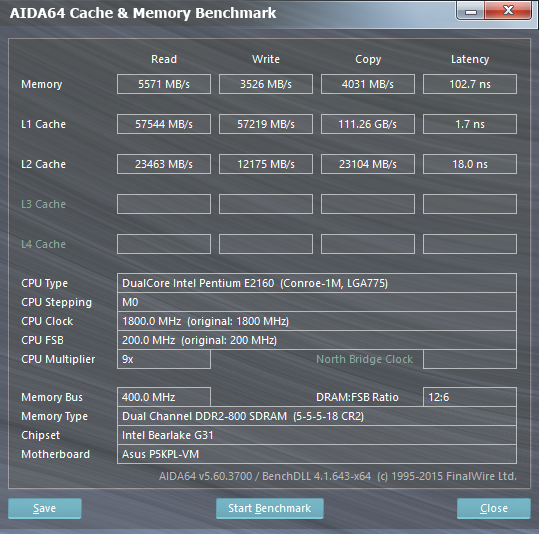 AIDA64 Cache & Memory Benchmark
Read Write Copy Latency
Memory 5571 MB/s 3526 MB/s 4031 MB/s 102.7 ns
L1 Cache 57544 MB/s 57219 MB/s 111.26 GB/s 1.7 ns
L2 Cache 23463 MB/s 12175 MB/s 23104 MB/s 18.0 ns
L3 Cache
L4 Cache
CPU Type DualCore Intel Pentium E2160 (Conroe-1M, LGA775)
CPU Stepping M0
CPU Clock 1800.0 MHz (original: 1800 MHz)
CPU FSB 200.0 MHz (original: 200 MHz)
CPU Multiplier 9x North Bridge Clock
Memory Bus 400.0 MHz DRAM:FSB Ratio 12:6
Memory Type Dual Channel DDR2-800 SDRAM (5-5-5-18 CR2)
Chipset Intel Bearlake G31
Motherboard Asus P5KPL-VM
AIDA64 v5.60.3700 / BenchDLL 4.1.643-x64 (c) 1995-2015 FinalWire Ltd.
Save Start Benchmark Close